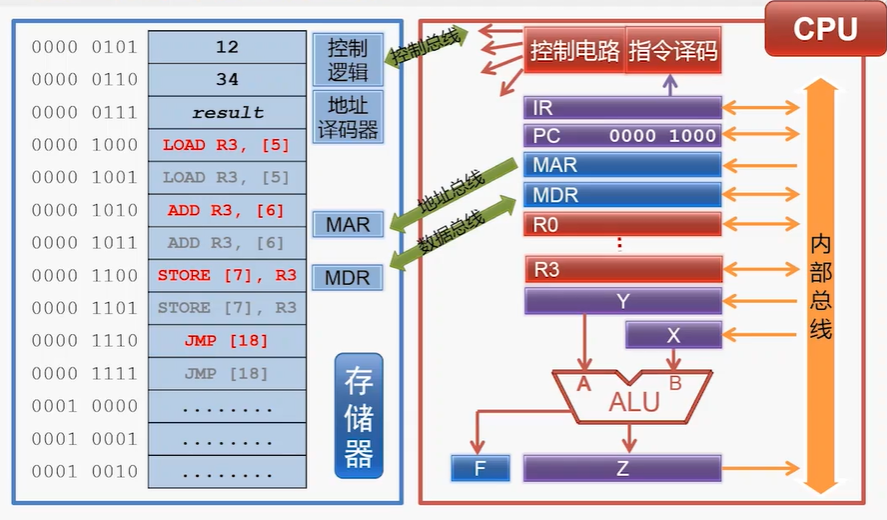 CPU
0000 0101 12
0000 0110 34
0000 0111 result
0000 1000 LOAD R3, [5]
0000 1001 LOAD R3, [5]
0000 1010 ADD R3, [6]
0000 1011 ADD R3, [6]
0000 1100 STORE [7], R3
0000 1101 STORE [7], R3
0000 1110 JMP [18]
0000 1111 JMP [18]
0001 0000 ........
0001 0001 ........
0001 0010 ........
控制
逻辑
地址
译码器
MAR
MDR
存
储
器
控制总线
地址总线
数据总线
控制电路 指令译码
IR
PC 0000 1000
MAR
MDR
R0
⋮
R3
Y
X
A B
ALU
F Z
内
部
总
线